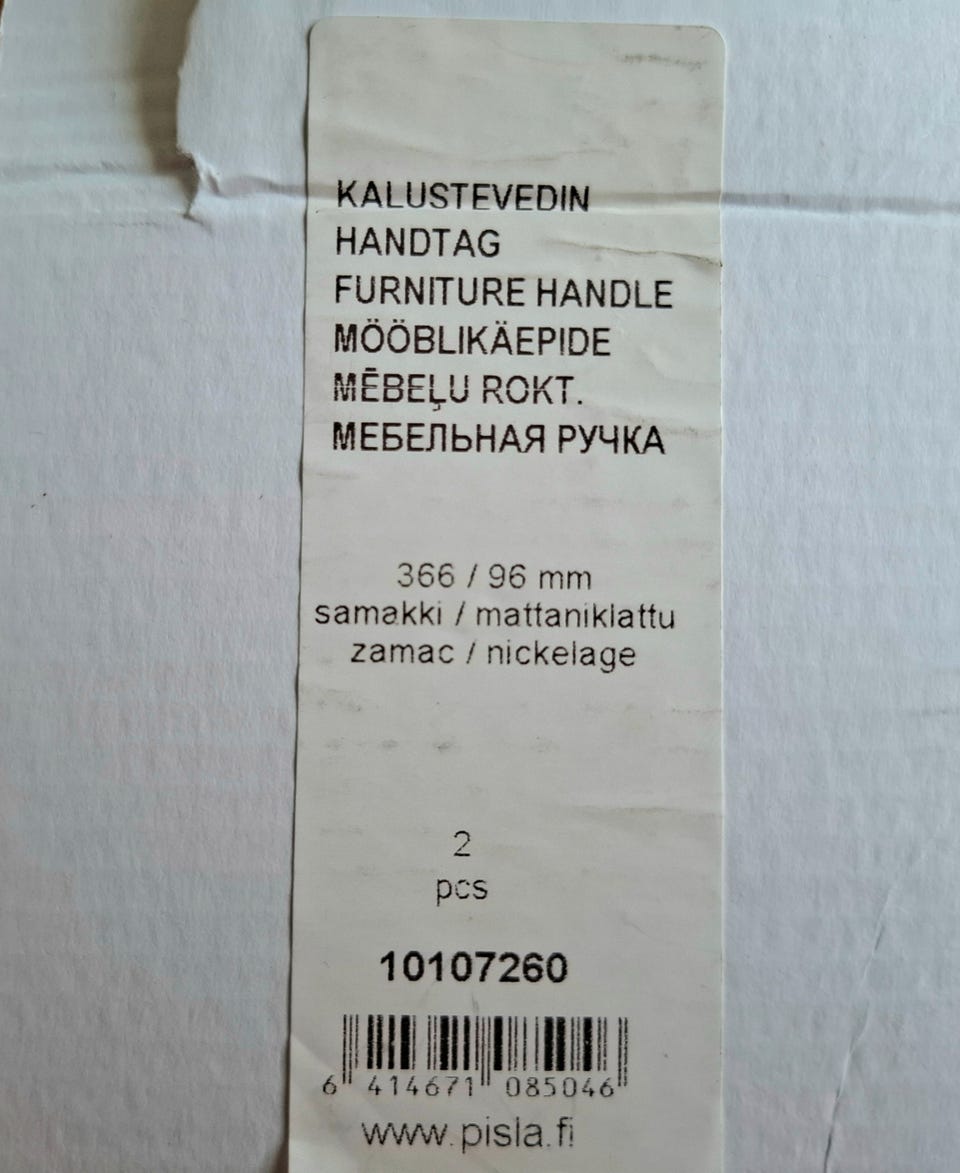 KALUSTEVEDIN
HANDTAG
FURNITURE HANDLE
MÖÖBLIKÄEPIDE
MĒBEĻU ROKT.
МЕБЕЛЬНАЯ РУЧКА
366 / 96 mm
samakki / mattaniklattu
zamac / nickelage
2
pcs
10107260
6 414671 085046
www.pisla.fi